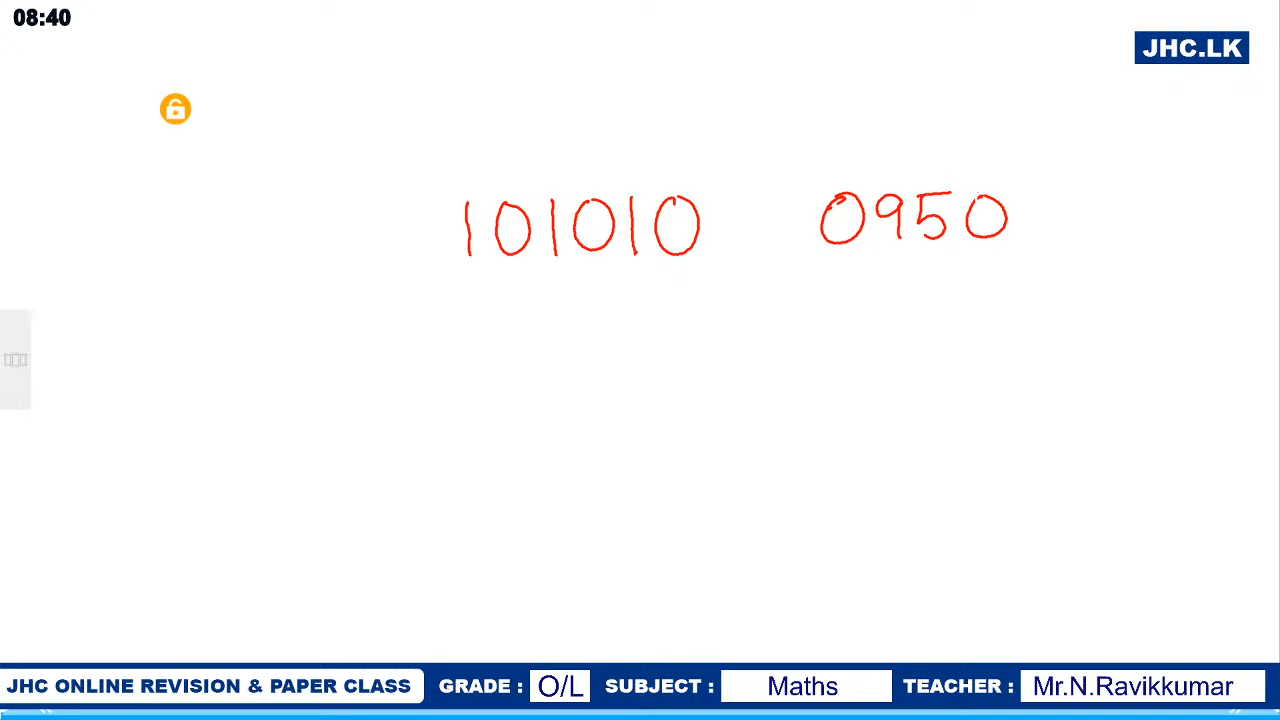 08:40
JHC.LK
101010 0950
JHC ONLINE REVISION & PAPER CLASS GRADE : O/L SUBJECT : Maths TEACHER : Mr.N.Ravikkumar